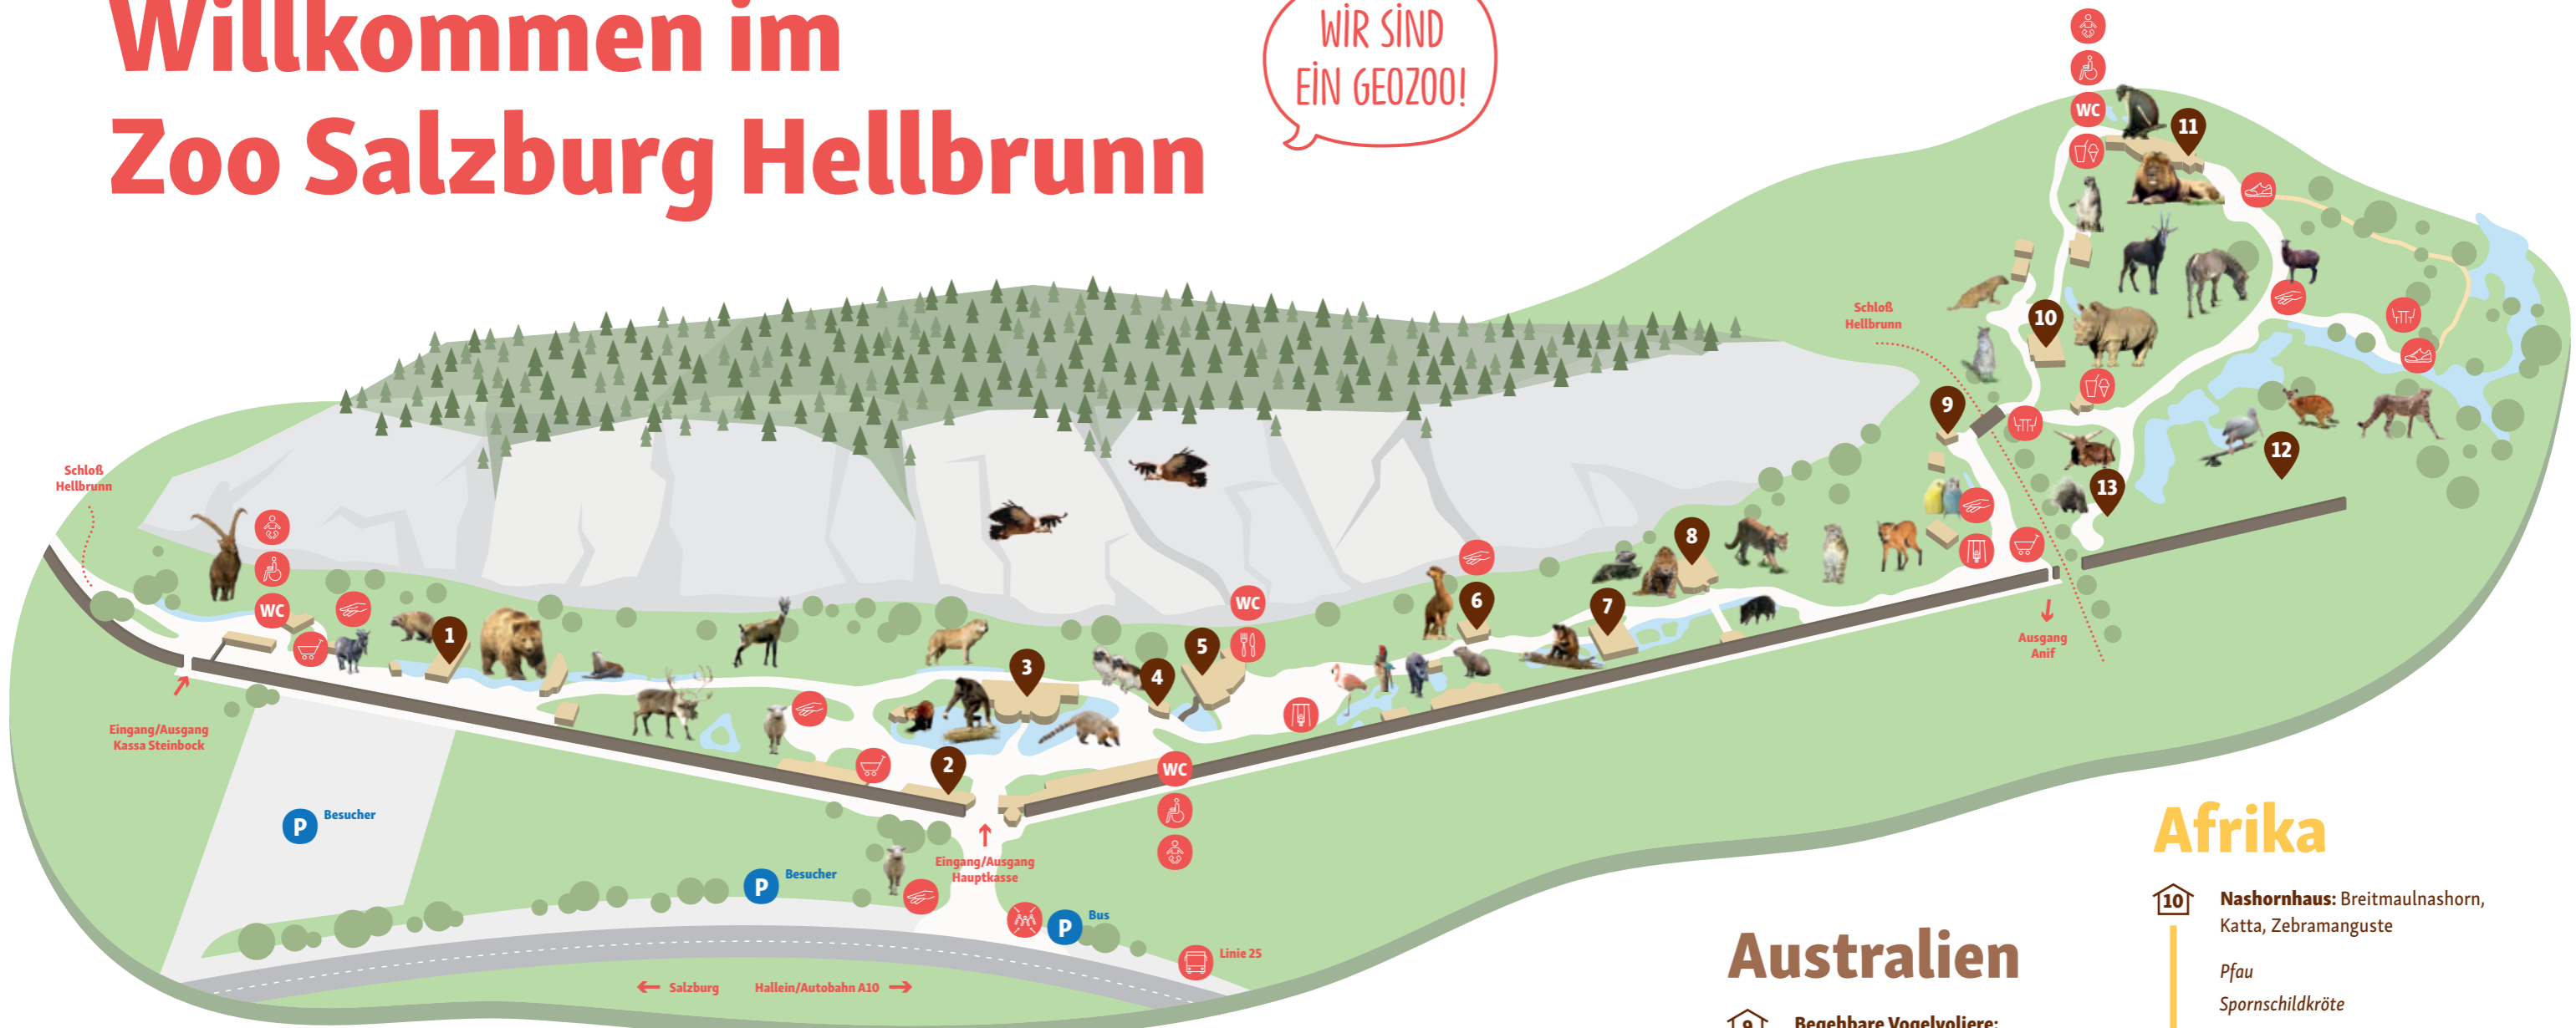 Willkommen im
Zoo Salzburg Hellbrunn
WIR SIND
EIN GEOZOO!
WC
11
Schloß
Hellbrunn
10
9
12
13
Schloß
Hellbrunn
8
WC
WC
6
7
1
5
3
4
Ausgang
Anif
Eingang/Ausgang
Kassa Steinbock
2
WC
P Besucher
P Besucher
Eingang/Ausgang
Hauptkasse
P Bus
Linie 25
← Salzburg
Hallein/Autobahn A10 →
Australien
9 Begehbare Vogelvoliere:
Afrika
10 Nashornhaus: Breitmaulnashorn,
Katta, Zebramanguste
Pfau
Spornschildkröte